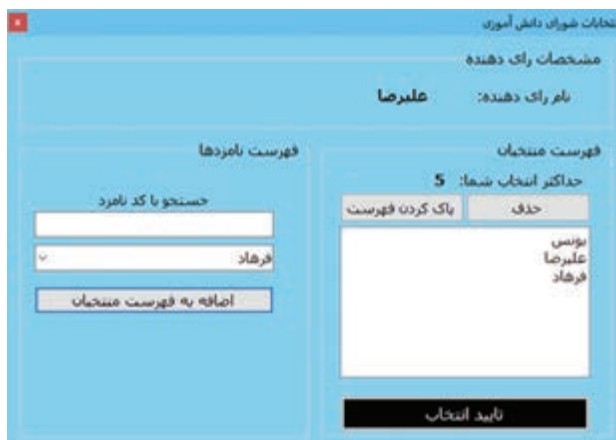 نتخابات شورای دانش آموزی
مشخصات رای دهنده
نام رای دهنده: علیرضا
فهرست منتخبان
حداکثر انتخاب شما: 5
حذف
پاک کردن فهرست
یونس
علیرضا
فرهاد
تایید انتخاب
فهرست نامزدها
جستجو با کد نامزد
فرهاد
اضافه به فهرست منتخبان